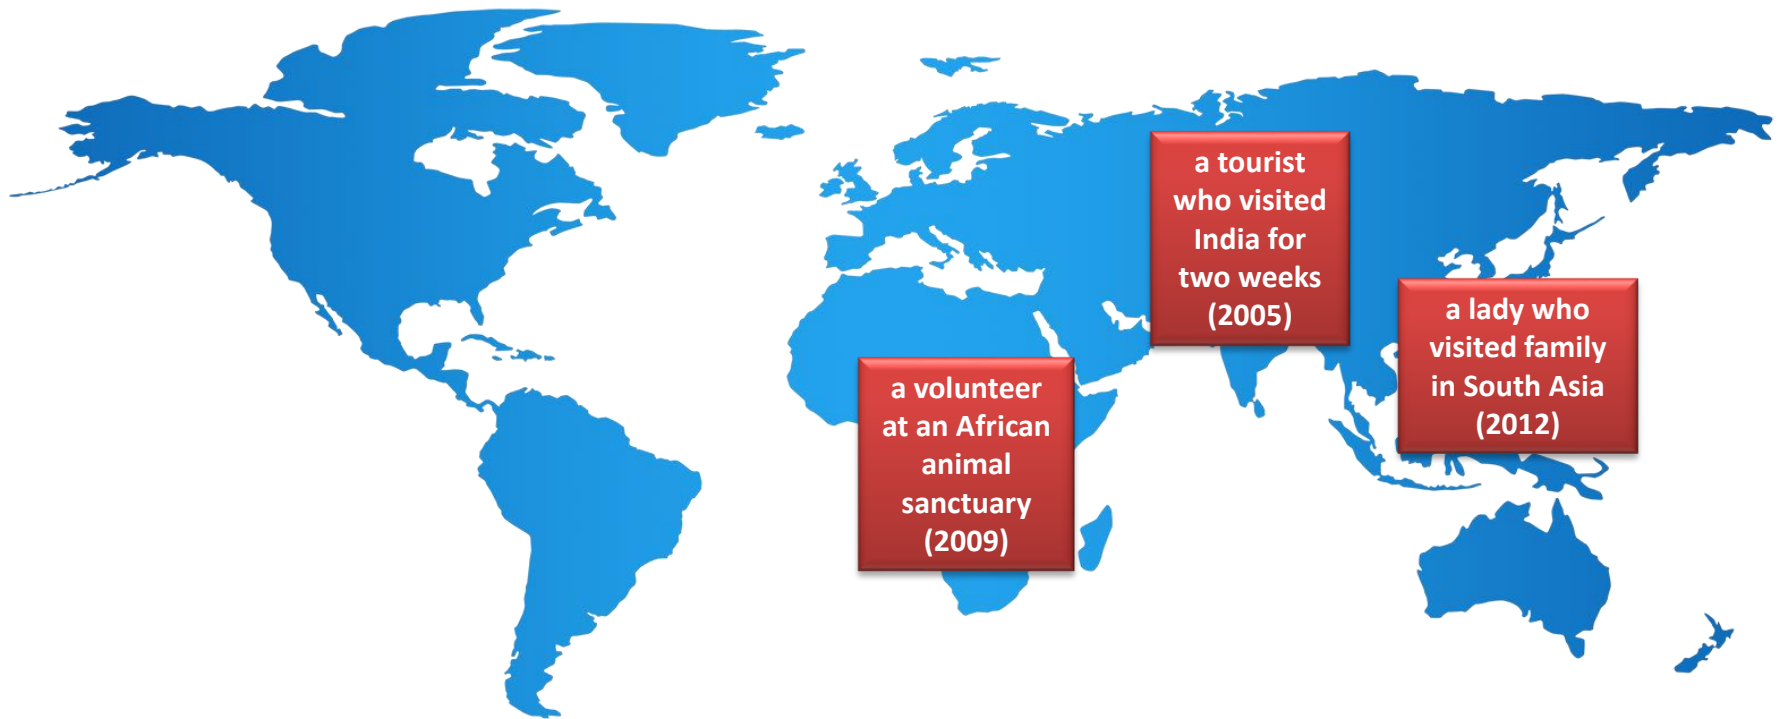 a tourist
who visited
India for
two weeks
(2005)
a lady who
visited family
in South Asia
(2012)
a volunteer
at an African
animal
sanctuary
(2009)